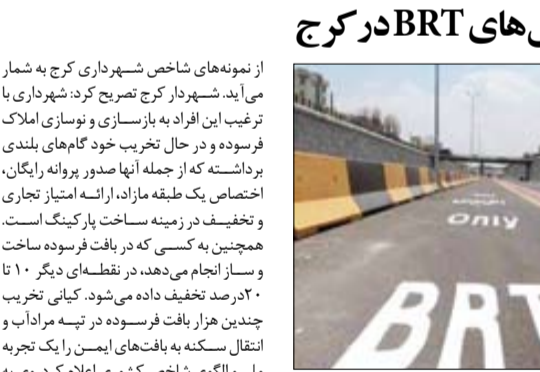 های BRT در کرج
از نمونه‌های شاخص شهرداری کرج به شمار
می‌آید. شهردار کرج تصریح کرد: شهرداری با
ترغیب این افراد به بازسازی و نوسازی املاک
فرسوده و در حال تخریب خود گام‌های بلندی
برداشته که از جمله آنها صدور پروانه رایگان،
اختصاص یک طبقه مازاد، ارائه امتیاز تجاری
و تخفیف در زمینه ساخت پارکینگ است.
همچنین به کسی که در بافت فرسوده ساخت
و ساز انجام می‌دهد، در نقطه‌ای دیگر ۱۰ تا
۲۰درصد تخفیف داده می‌شود. کیانی تخریب
چندین هزار بافت فرسوده در تپه مرادآب و
انتقال سکنه به بافت‌های ایمن را یک تجربه
Only
BRT